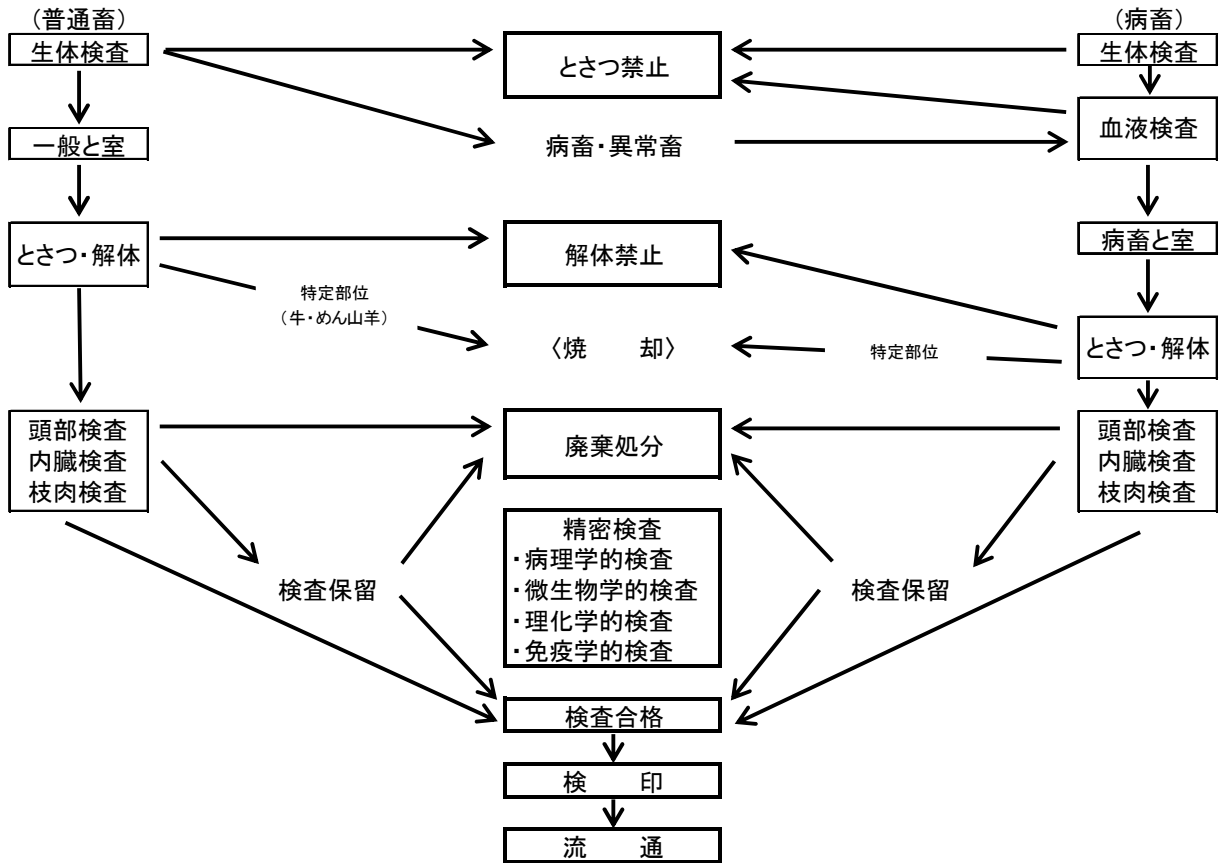 (普通畜)
(病畜)
生体検査
とさつ禁止
生体検査
一般と室
病畜・異常畜
血液検査
とさつ・解体
解体禁止
病畜と室
特定部位
(牛・めん山羊)
〈焼　　却〉
特定部位
とさつ・解体
頭部検査
内臓検査
枝肉検査
廃棄処分
頭部検査
内臓検査
枝肉検査
精密検査
・病理学的検査
・微生物学的検査
・理化学的検査
・免疫学的検査
検査保留
検査保留
検査合格
検　　印
流　　通